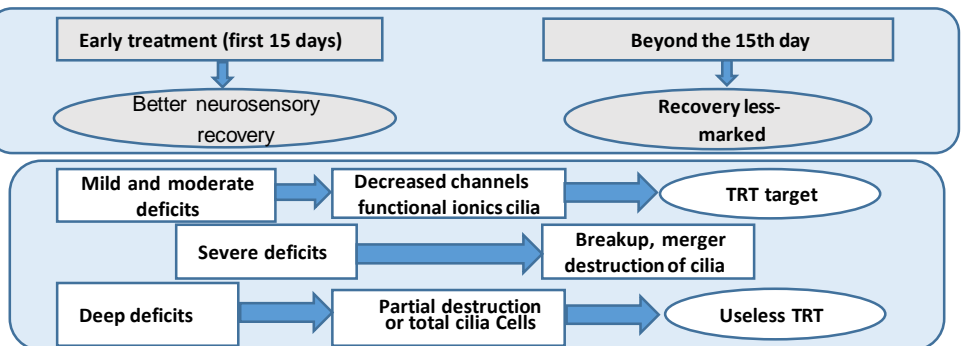 Early treatment (first 15 days)
Beyond the 15th day
Better neurosensory
recovery
Recovery less-
marked
Mild and moderate
deficits
Decreased channels
functional ionics cilia
TRT target
Severe deficits
Breakup, merger
destruction of cilia
Deep deficits
Partial destruction
or total cilia Cells
Useless TRT